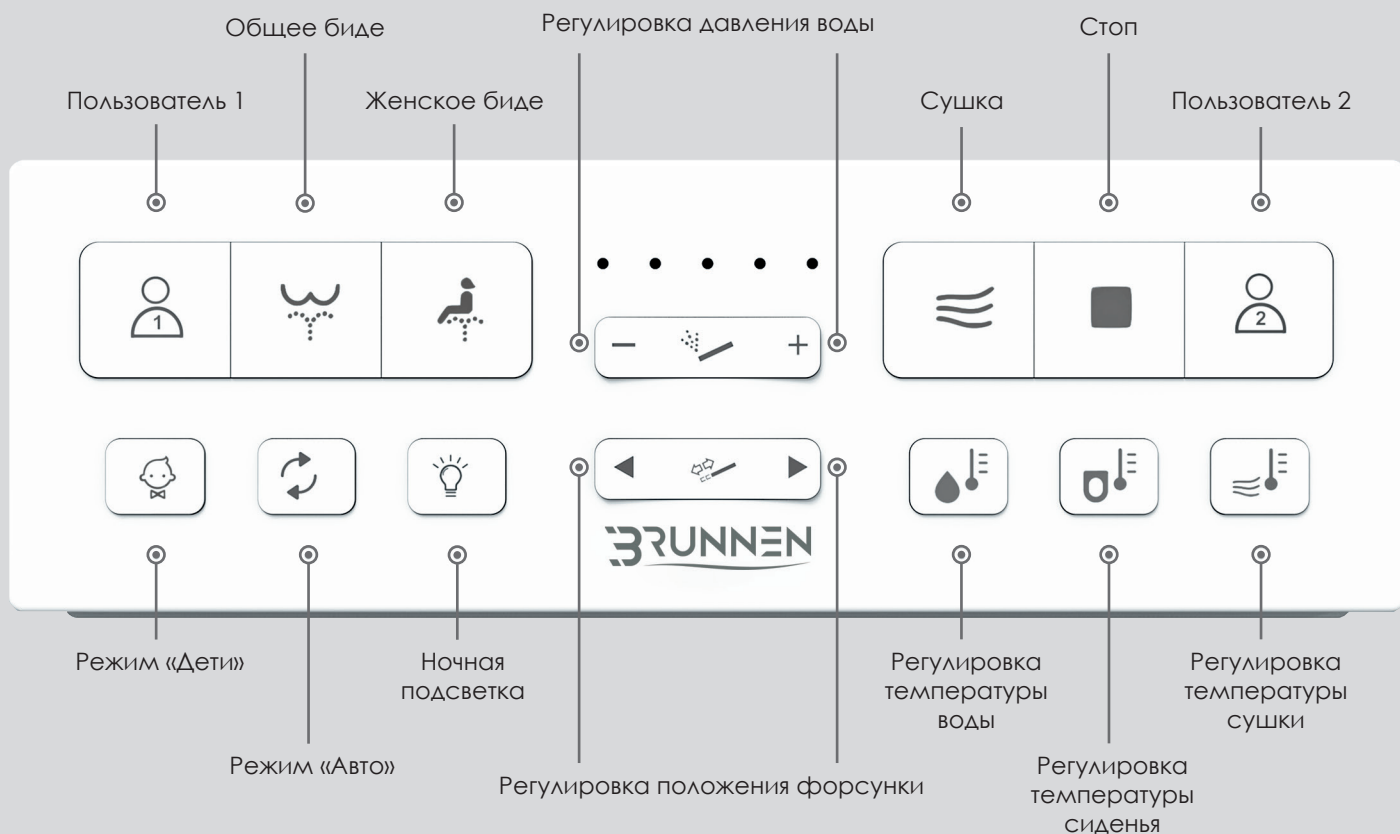 Общее биде
Регулировка давления воды
Стоп
Пользователь 1
Женское биде
Сушка
Пользователь 2
1
2
− +
BRUNNEN
Режим «Дети»
Ночная
подсветка
Регулировка
температуры
воды
Регулировка
температуры
сушки
Режим «Авто»
Регулировка положения форсунки
Регулировка
температуры
сиденья